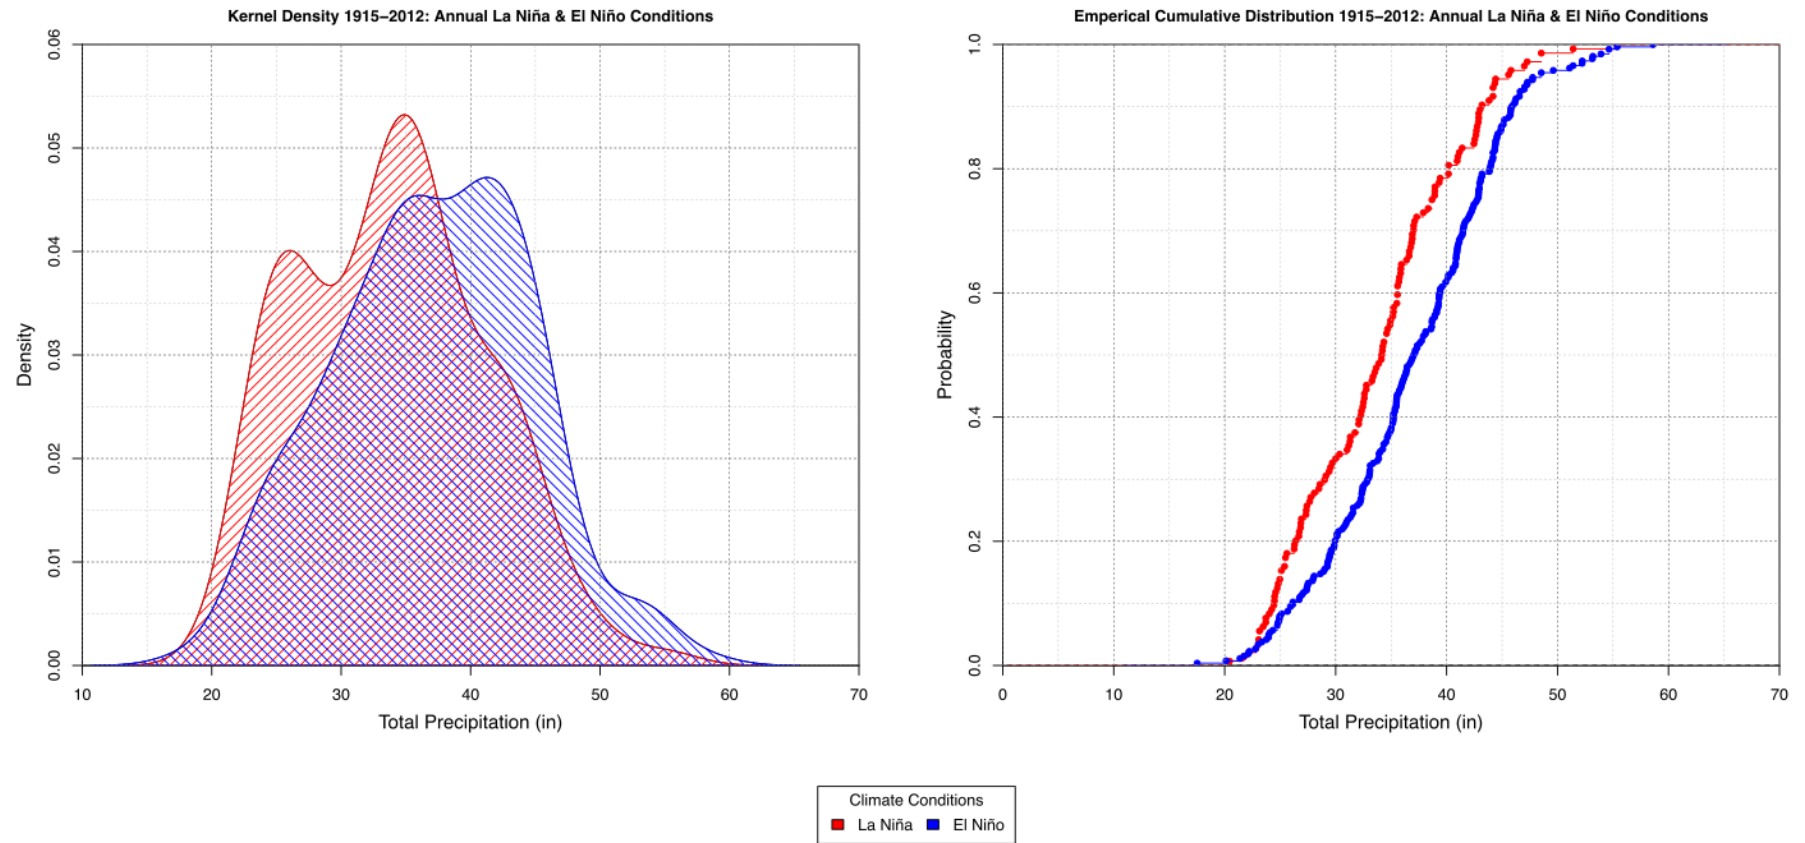 Kernel Density 1915–2012: Annual La Niña & El Niño Conditions
0.06
0.05
0.04
0.03
0.02
0.01
0.00
Density
10 20 30 40 50 60 70
Total Precipitation (in)
Emperical Cumulative Distribution 1915–2012: Annual La Niña & El Niño Conditions
1.0
0.8
0.6
0.4
0.2
0.0
Probability
0 10 20 30 40 50 60 70
Total Precipitation (in)
Climate Conditions
La Niña El Niño